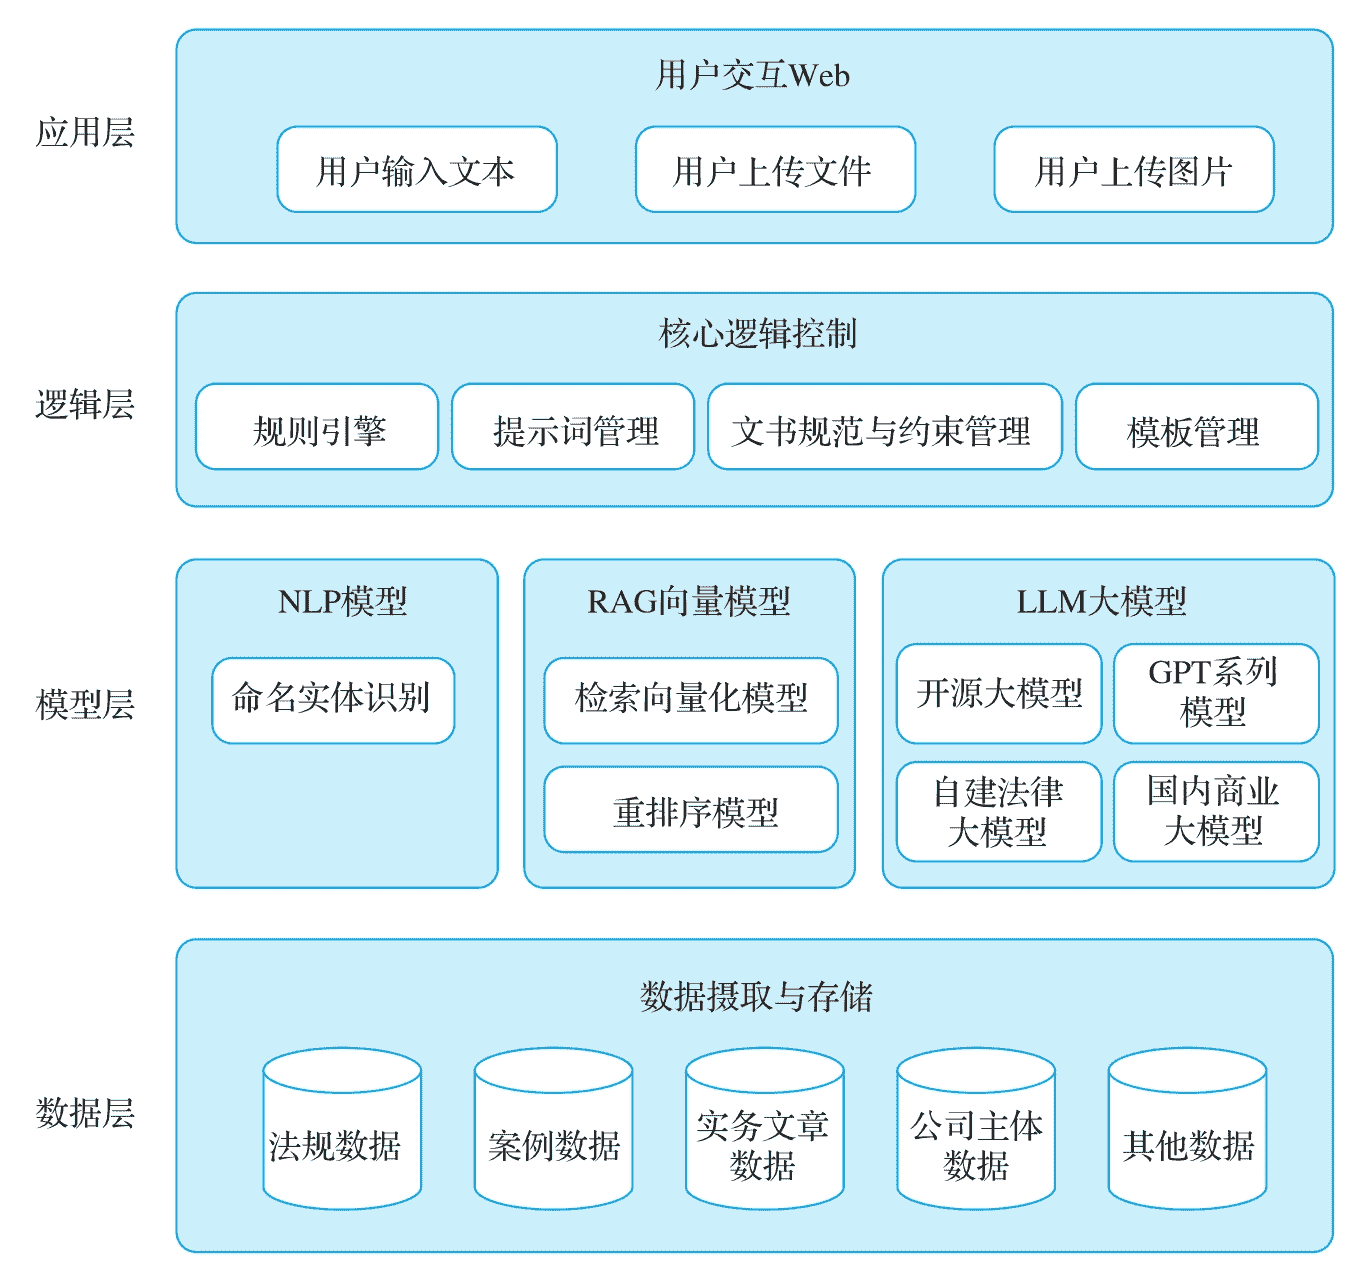 应用层
用户交互Web
用户输入文本
用户上传文件
用户上传图片
逻辑层
核心逻辑控制
规则引擎
提示词管理
文书规范与约束管理
模板管理
模型层
NLP模型
命名实体识别
RAG向量模型
检索向量化模型
重排序模型
LLM大模型
开源大模型
GPT系列
模型
自建法律
大模型
国内商业
大模型
数据层
数据摄取与存储
法规数据
案例数据
实务文章
数据
公司主体
数据
其他数据